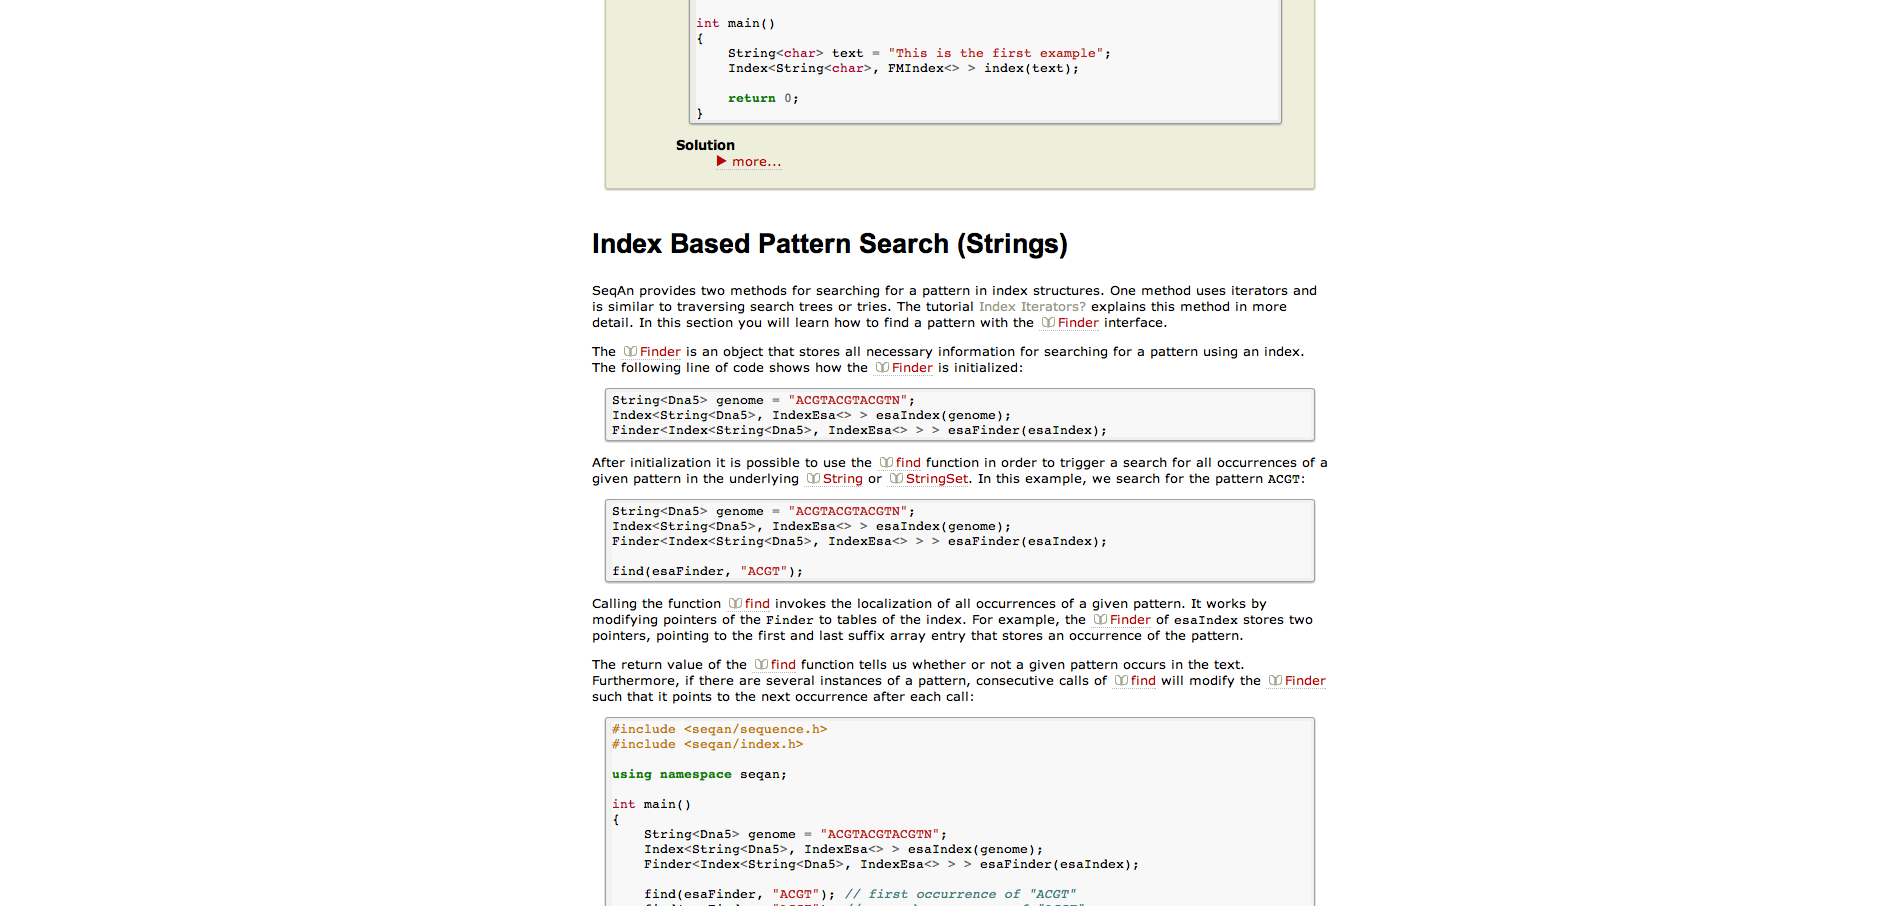 int main()
{
    String<char> text = "This is the first example";
    Index<String<char>, FMIndex<> > index(text);
    return 0;
}
Solution
more...
Index Based Pattern Search (Strings)
SeqAn provides two methods for searching for a pattern in index structures. One method uses iterators and
is similar to traversing search trees or tries. The tutorial Index Iterators? explains this method in more
detail. In this section you will learn how to find a pattern with the Finder interface.
The Finder is an object that stores all necessary information for searching for a pattern using an index.
The following line of code shows how the Finder is initialized:
String<Dna5> genome = "ACGTACGTACGTN";
Index<String<Dna5>, IndexEsa<> > esaIndex(genome);
Finder<Index<String<Dna5>, IndexEsa<> > > esaFinder(esaIndex);
After initialization it is possible to use the find function in order to trigger a search for all occurrences of a
given pattern in the underlying String or StringSet. In this example, we search for the pattern ACGT:
String<Dna5> genome = "ACGTACGTACGTN";
Index<String<Dna5>, IndexEsa<> > esaIndex(genome);
Finder<Index<String<Dna5>, IndexEsa<> > > esaFinder(esaIndex);
find(esaFinder, "ACGT");
Calling the function find invokes the localization of all occurrences of a given pattern. It works by
modifying pointers of the Finder to tables of the index. For example, the Finder of esaIndex stores two
pointers, pointing to the first and last suffix array entry that stores an occurrence of the pattern.
The return value of the find function tells us whether or not a given pattern occurs in the text.
Furthermore, if there are several instances of a pattern, consecutive calls of find will modify the Finder
such that it points to the next occurrence after each call:
#include <seqan/sequence.h>
#include <seqan/index.h>
using namespace seqan;
int main()
{
    String<Dna5> genome = "ACGTACGTACGTN";
    Index<String<Dna5>, IndexEsa<> > esaIndex(genome);
    Finder<Index<String<Dna5>, IndexEsa<> > > esaFinder(esaIndex);
    find(esaFinder, "ACGT"); // first occurrence of "ACGT"